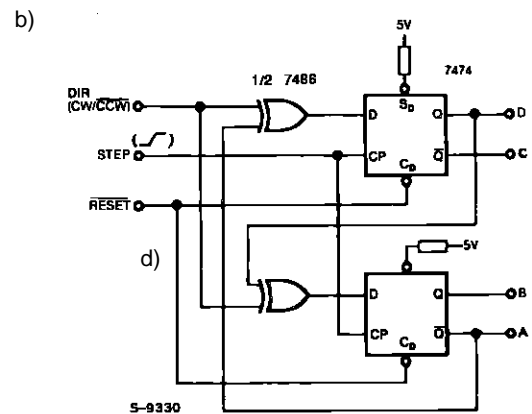 b)
5V
1/2 7486
7474
DIR
(CW/CCW)
D
SD
Q
D
(⎍)
STEP
CP
Q
C
CD
RESET
d)
5V
D
Q
B
CP
Q
A
CD
S-9330